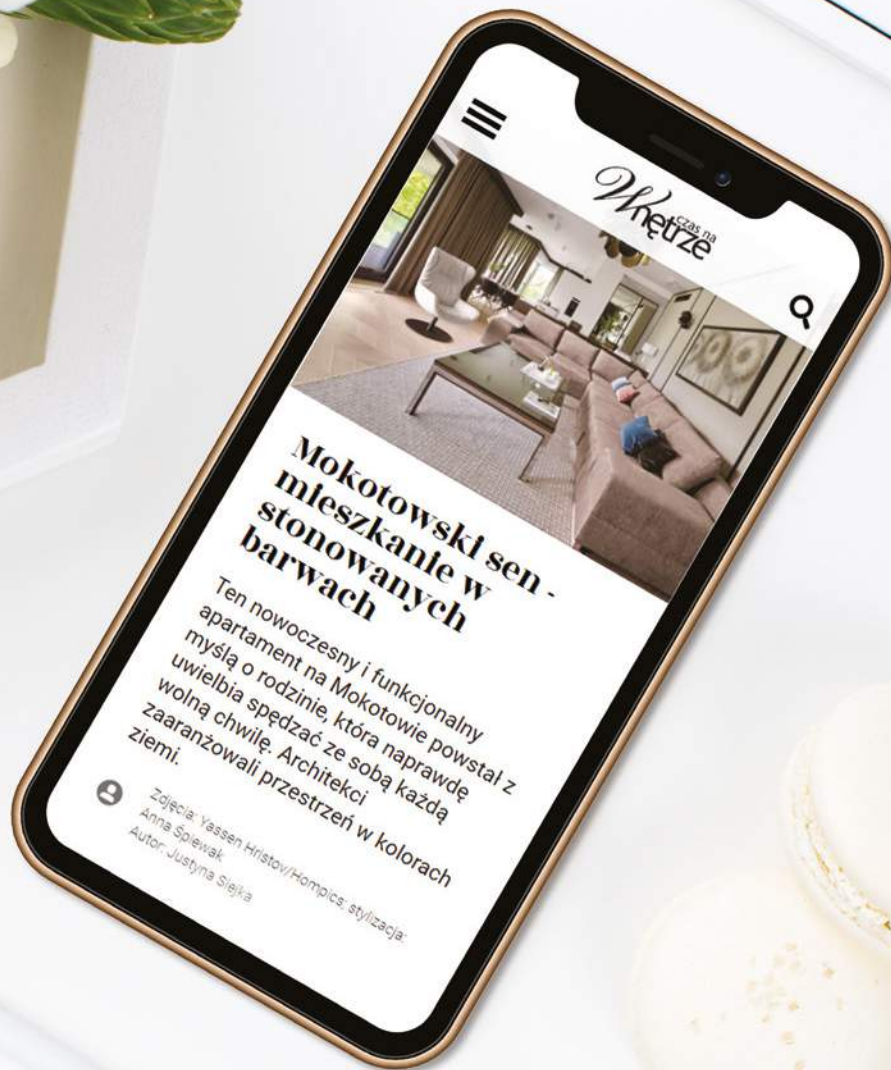 czas na
Wnętrze
Mokotowski sen -
mieszkanie w
stonowanych
barwach
Ten nowoczesny i funkcjonalny
apartament na Mokotowie powstał z
myślą o rodzinie, która naprawdę
uwielbia spędzać ze sobą każdą
wolną chwilę. Architekci
zaaranżowali przestrzeń w kolorach
ziemi.
Zdjęcia: Yassen Hristov/Hompics; stylizacja:
Anna Śpiewak
Autor: Justyna Siejka